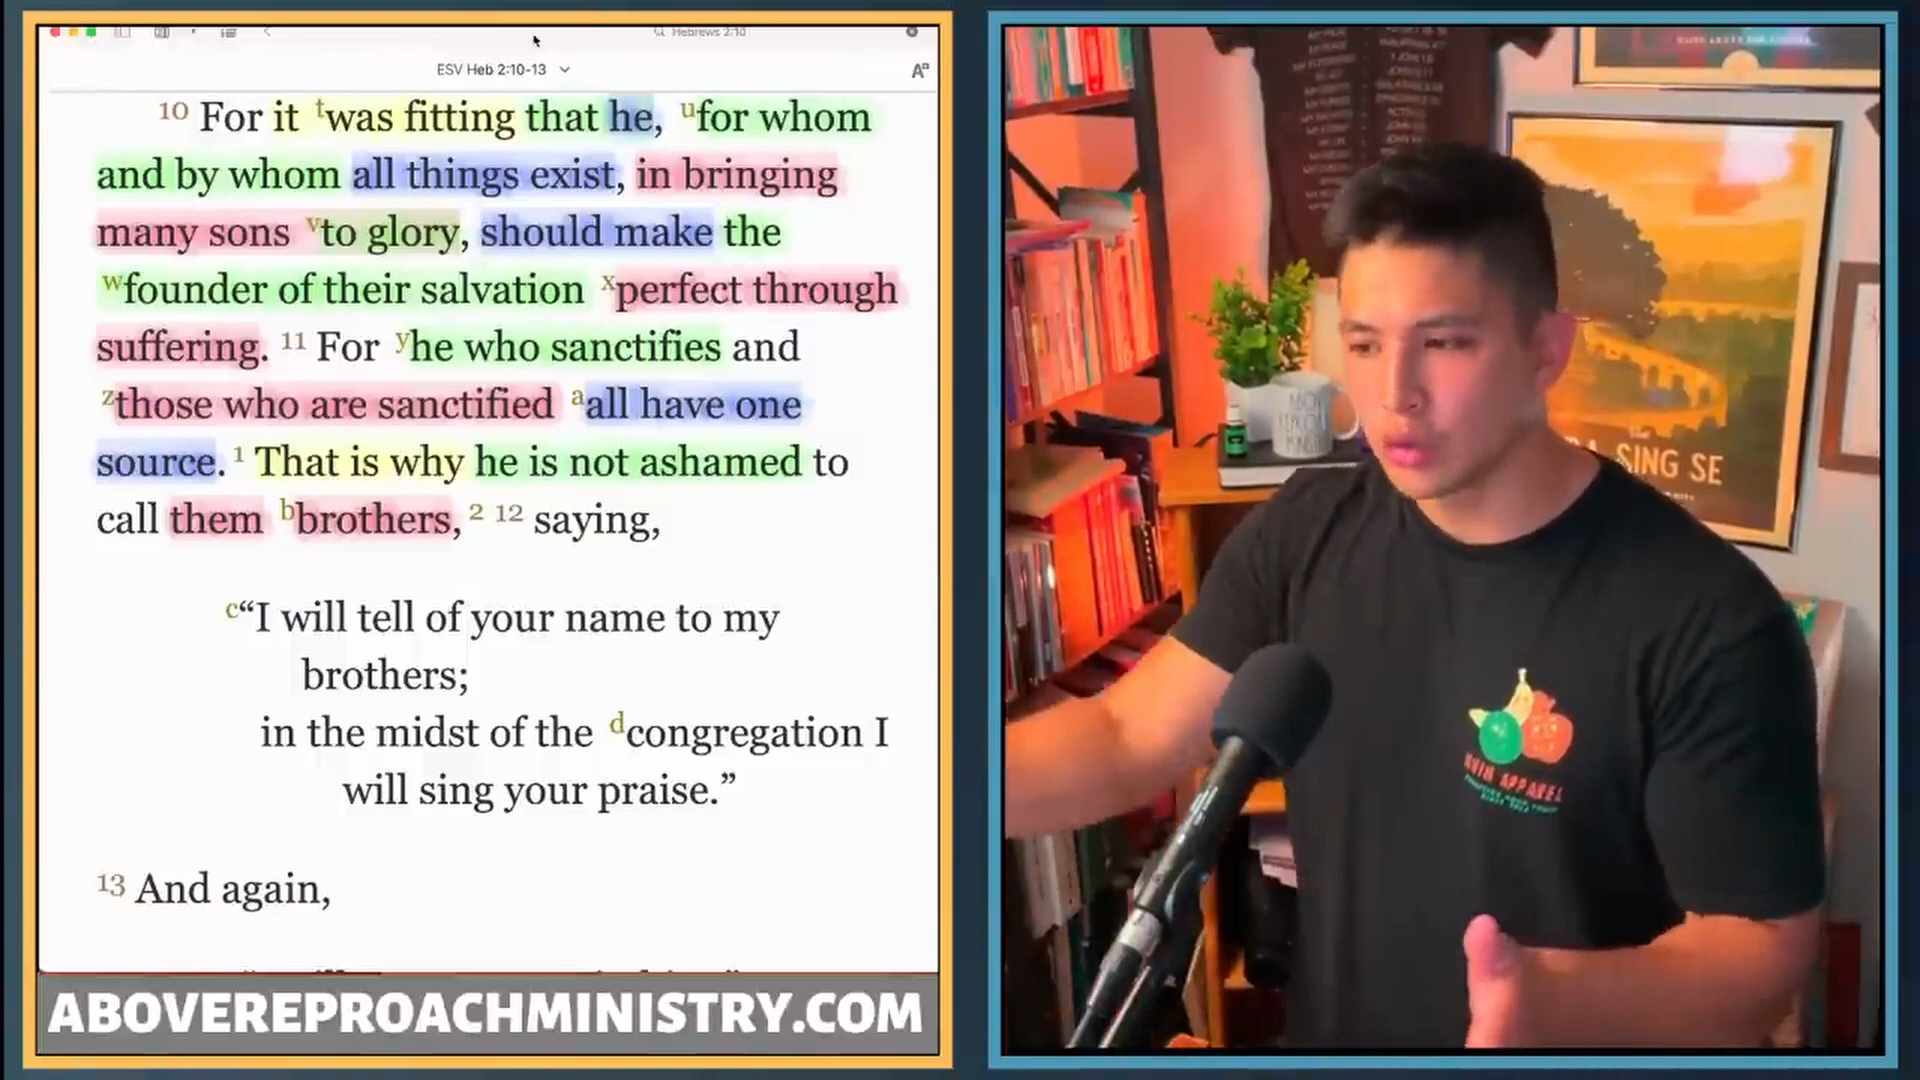 Hebrews 2:10
ESV Heb 2:10-13
10 For it twas fitting that he, ufor whom
and by whom all things exist, in bringing
many sons vto glory, should make the
wfounder of their salvation xperfect through
suffering. 11 For yhe who sanctifies and
zthose who are sanctified aall have one
source. 1 That is why he is not ashamed to
call them bbrothers, 2 12 saying,
c“I will tell of your name to my
brothers;
in the midst of the dcongregation I
will sing your praise.”
13 And again,
ABOVEREPROACHMINISTRY.COM
SING SE
APPAREL